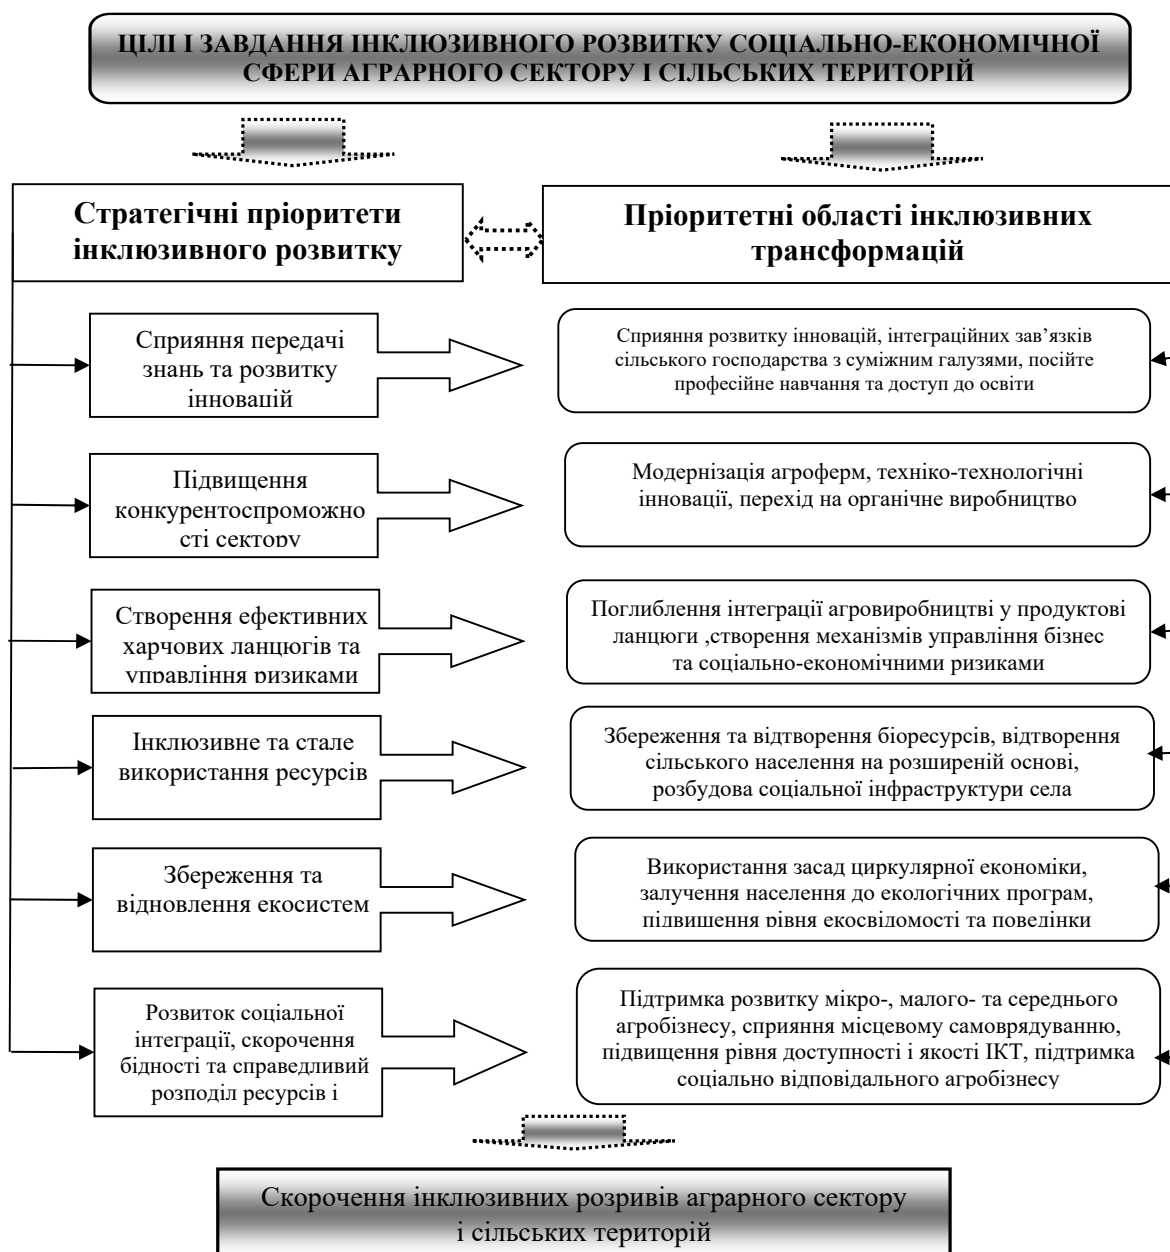 ЦІЛІ І ЗАВДАННЯ ІНКЛЮЗИВНОГО РОЗВИТКУ СОЦІАЛЬНО-ЕКОНОМІЧНОЇ
СФЕРИ АГРАРНОГО СЕКТОРУ І СІЛЬСЬКИХ ТЕРИТОРІЙ
Стратегічні пріоритети
інклюзивного розвитку
Пріоритетні області інклюзивних
трансформацій
Сприяння передачі
знань та розвитку
інновацій
Сприяння розвитку інновацій, інтеграційних зав’язків
сільського господарства з суміжним галузями, посійте
професійне навчання та доступ до освіти
Підвищення
конкурентоспроможно
сті сектору
Модернізація агроферм, техніко-технологічні
інновації, перехід на органічне виробництво
Створення ефективних
харчових ланцюгів та
управління ризиками
Поглиблення інтеграції агровиробництві у продуктові
ланцюги ,створення механізмів управління бізнес
та соціально-економічними ризиками
Інклюзивне та стале
використання ресурсів
Збереження та відтворення біоресурсів, відтворення
сільського населення на розширеній основі,
розбудова соціальної інфраструктури села
Збереження та
відновлення екосистем
Використання засад циркулярної економіки,
залучення населення до екологічних програм,
підвищення рівня екосвідомості та поведінки
Розвиток соціальної
інтеграції, скорочення
бідності та справедливий
розподіл ресурсів і
Підтримка розвитку мікро-, малого- та середнього
агробізнесу, сприяння місцевому самоврядуванню,
підвищення рівня доступності і якості ІКТ, підтримка
соціально відповідального агробізнесу
Скорочення інклюзивних розривів аграрного сектору
і сільських територій